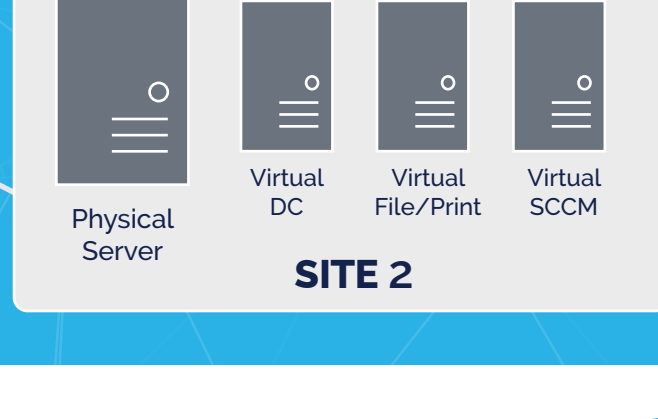 Virtual
DC
Virtual
File/Print
Virtual
SCCM
Physical
Server
SITE 2